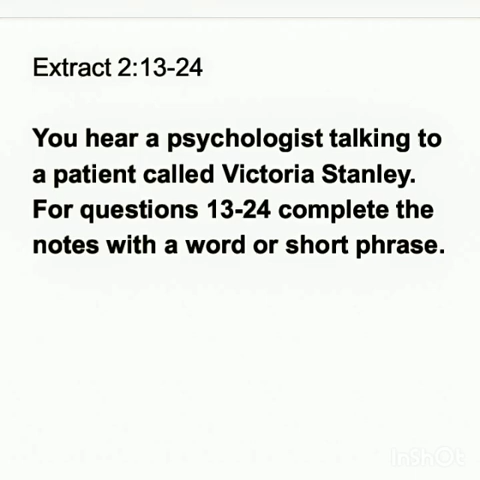 Extract 2:13-24
You hear a psychologist talking to
a patient called Victoria Stanley.
For questions 13-24 complete the
notes with a word or short phrase.
InShOt